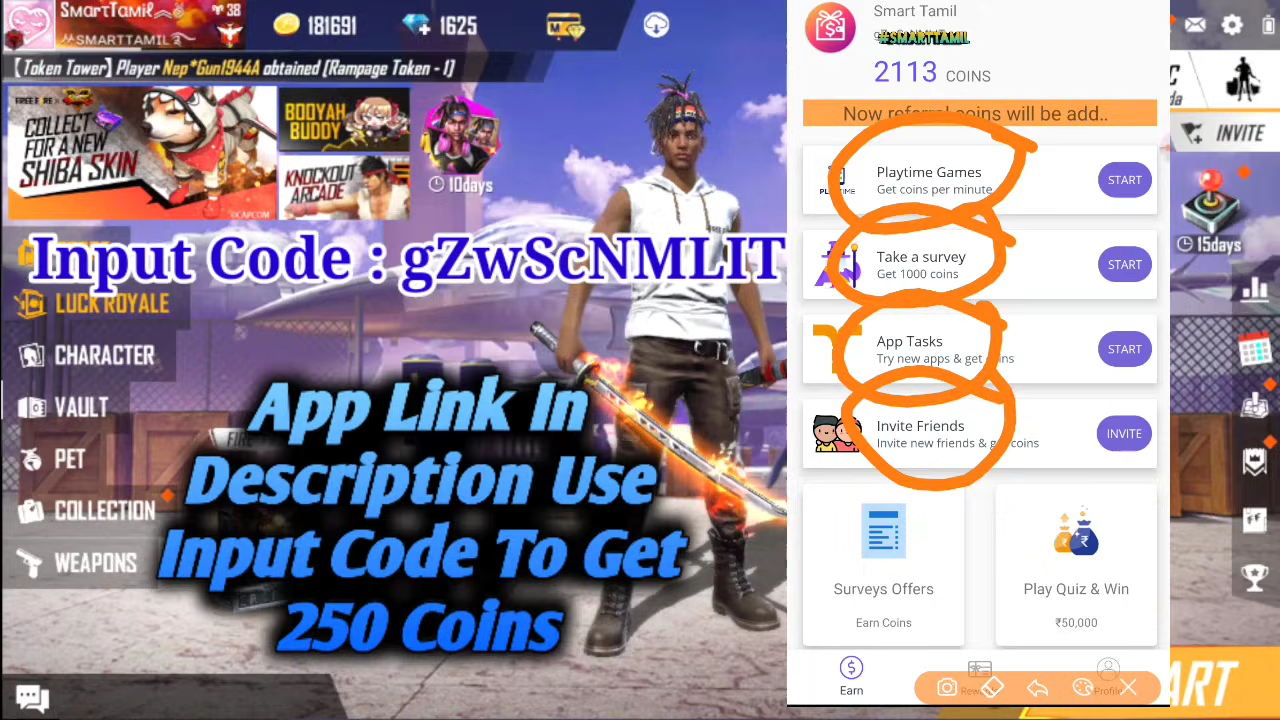 SmartTamil
38
SMARTTAMIL
181691
1625
【Token Tower】 Player Nep*Gun1944A obtained [Rampage Token - 1]
FREE FIRE
COLLECT
FOR A NEW
SHIBA SKIN
©CAPCOM
BOOYAH
BUDDY
KNOCKOUT
ARCADE
10days
Input Code : gZwScNMLIT
LUCK ROYALE
CHARACTER
VAULT
PET
COLLECTION
WEAPONS
App Link In
Description Use
Input Code To Get
250 Coins
Smart Tamil
#SMARTTAMIL
2113 COINS
Now referral coins will be add..
Playtime Games
Get coins per minute
START
Take a survey
Get 1000 coins
START
App Tasks
Try new apps & get coins
START
Invite Friends
Invite new friends & get coins
INVITE
Surveys Offers
Earn Coins
Play Quiz & Win
₹50,000
Earn
Profile
INVITE
15days
ART